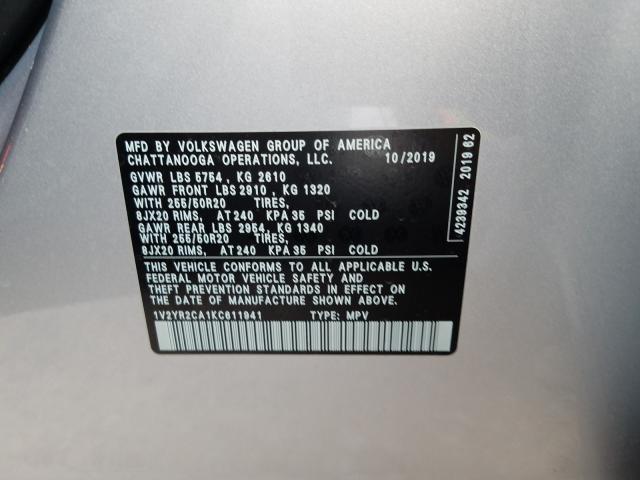 MFD BY VOLKSWAGEN GROUP OF AMERICA
CHATTANOOGA OPERATIONS, LLC. 10/2019
GVWR LBS 5754 , KG 2610
GAWR FRONT LBS 2910 , KG 1320
WITH 255/50R20 TIRES,
8JX20 RIMS, AT 240 KPA 35 PSI COLD
GAWR REAR LBS 2954, KG 1340
WITH 255/50R20 TIRES,
8JX20 RIMS, AT 240 KPA 35 PSI COLD
THIS VEHICLE CONFORMS TO ALL APPLICABLE U.S.
FEDERAL MOTOR VEHICLE SAFETY AND
THEFT PREVENTION STANDARDS IN EFFECT ON
THE DATE OF MANUFACTURE SHOWN ABOVE.
1V2YR2CA1KC611941 TYPE: MPV
4239342 2019 62